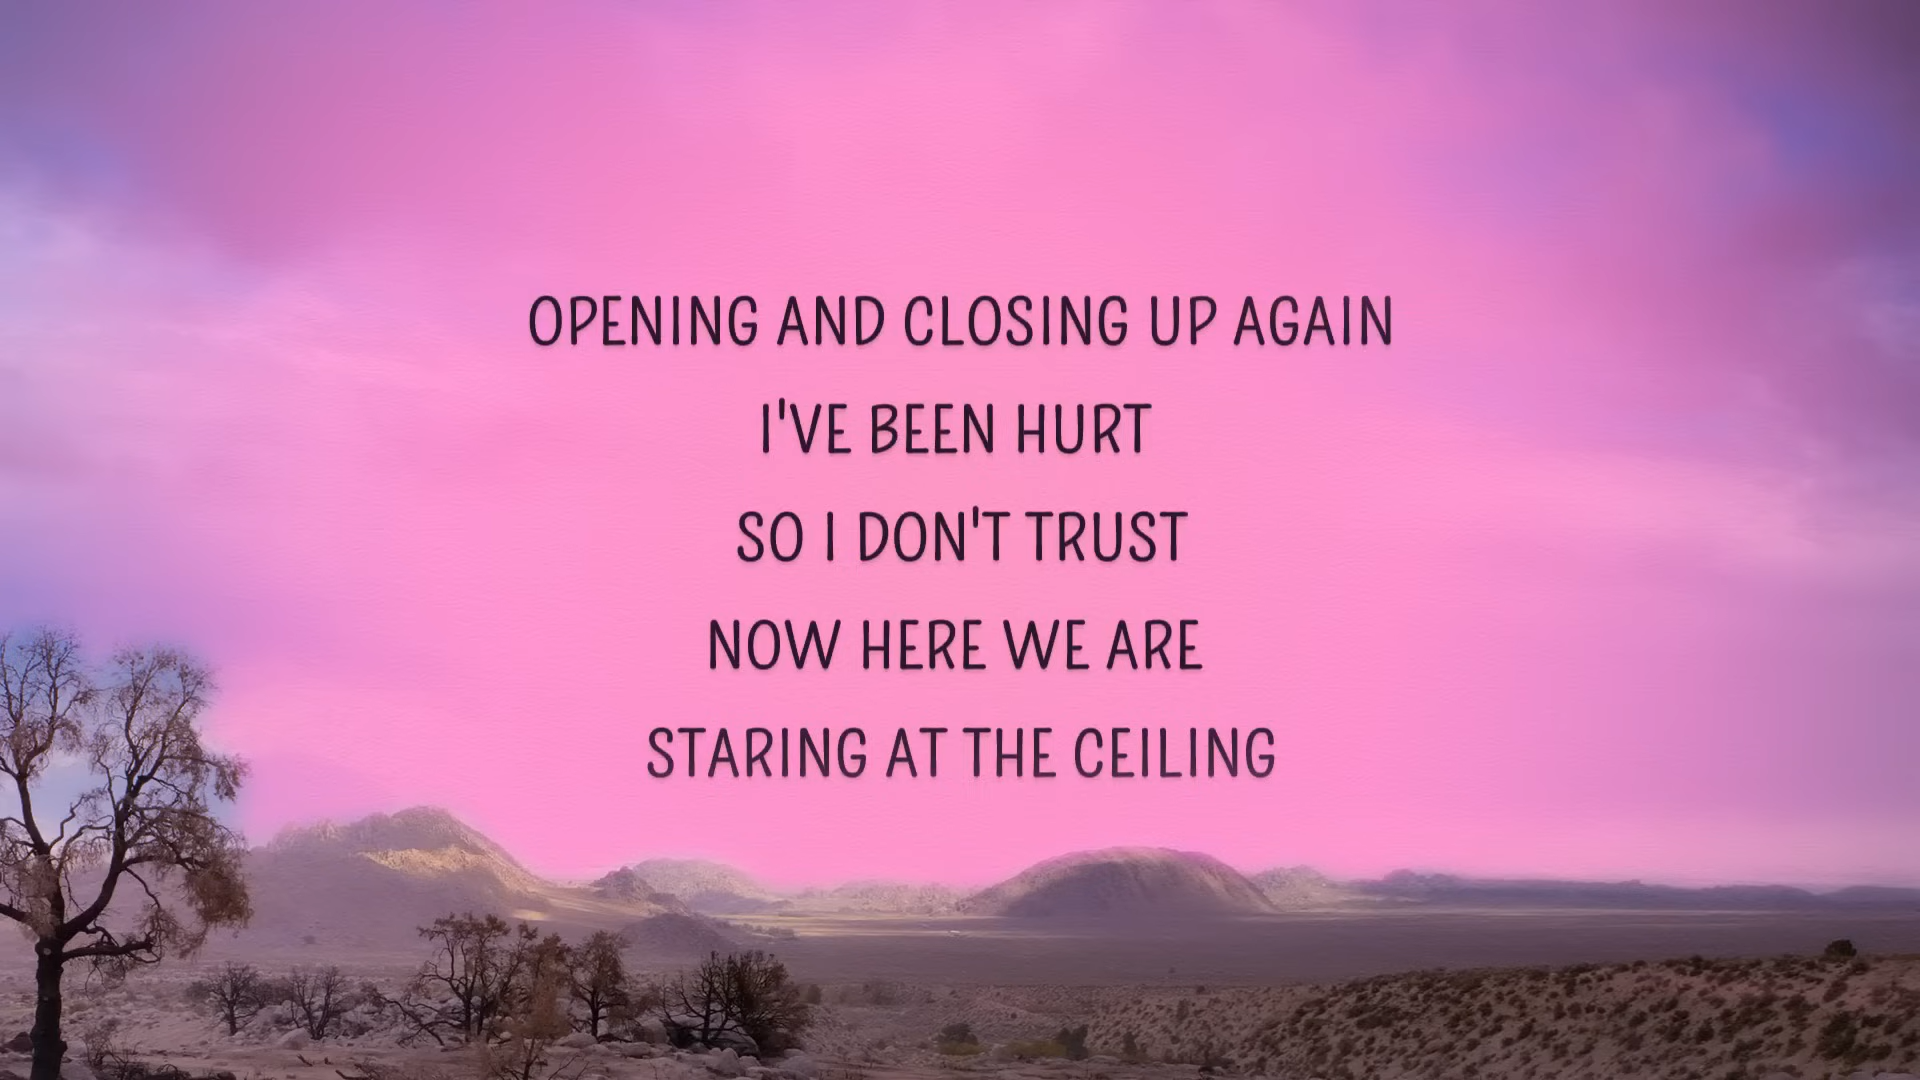 OPENING AND CLOSING UP AGAIN
I'VE BEEN HURT
SO I DON'T TRUST
NOW HERE WE ARE
STARING AT THE CEILING